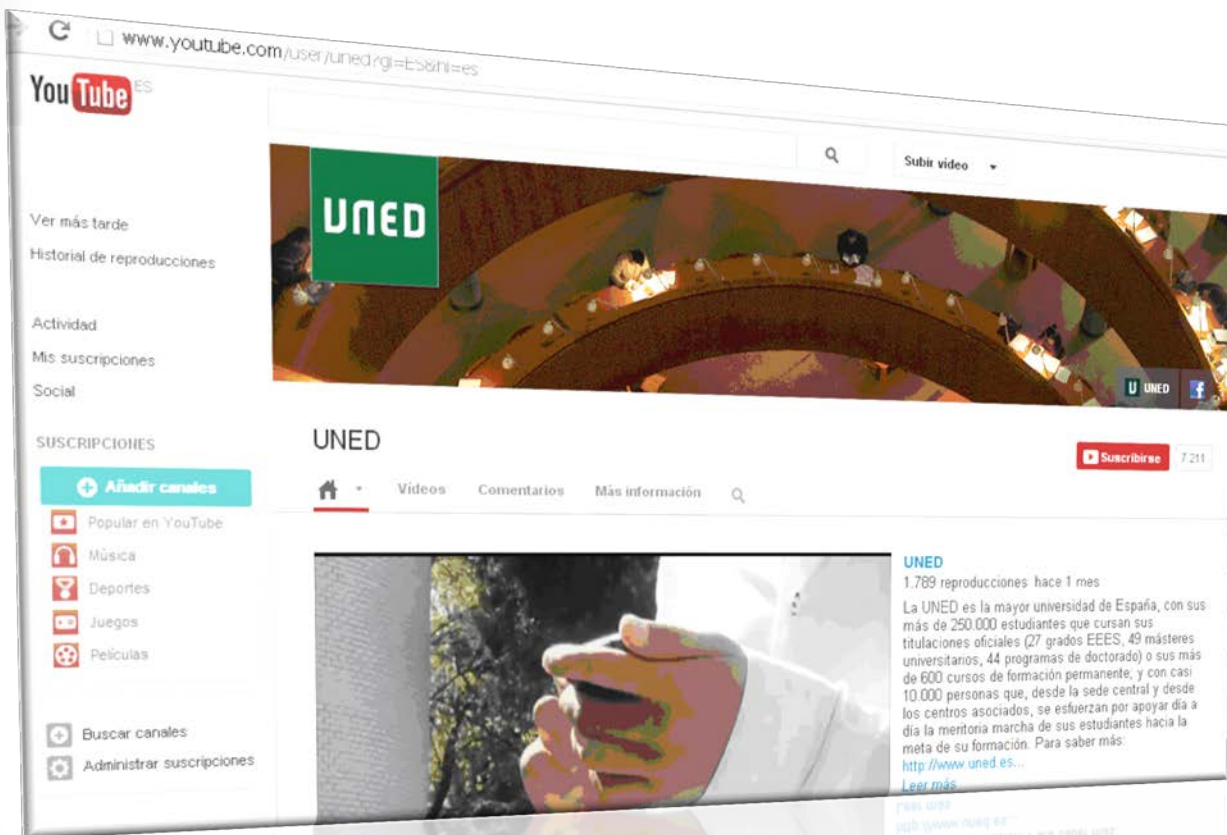 www.youtube.com/user/uned?gl=ES&hl=es
YouTube ES
Subir vídeo
UNED
Ver más tarde
Historial de reproducciones
Actividad
Mis suscripciones
Social
SUSCRIPCIONES
Añadir canales
Popular en YouTube
Música
Deportes
Juegos
Películas
Buscar canales
Administrar suscripciones
U UNED f
UNED
Suscribirse 7.211
Vídeos Comentarios Más información
UNED
1.789 reproducciones hace 1 mes
La UNED es la mayor universidad de España, con sus
más de 250.000 estudiantes que cursan sus
titulaciones oficiales (27 grados EEES, 49 másteres
universitarios, 44 programas de doctorado) o sus más
de 600 cursos de formación permanente; y con casi
10.000 personas que, desde la sede central y desde
los centros asociados, se esfuerzan por apoyar día a
día la meritoria marcha de sus estudiantes hacia la
meta de su formación. Para saber más:
http://www.uned.es...
Leer más